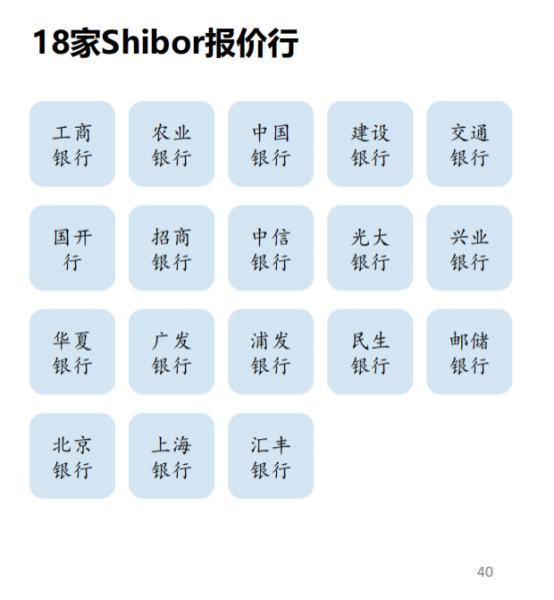 18家Shibor报价行
工商
银行
农业
银行
中国
银行
建设
银行
交通
银行
国开
行
招商
银行
中信
银行
光大
银行
兴业
银行
华夏
银行
广发
银行
浦发
银行
民生
银行
邮储
银行
北京
银行
上海
银行
汇丰
银行
40